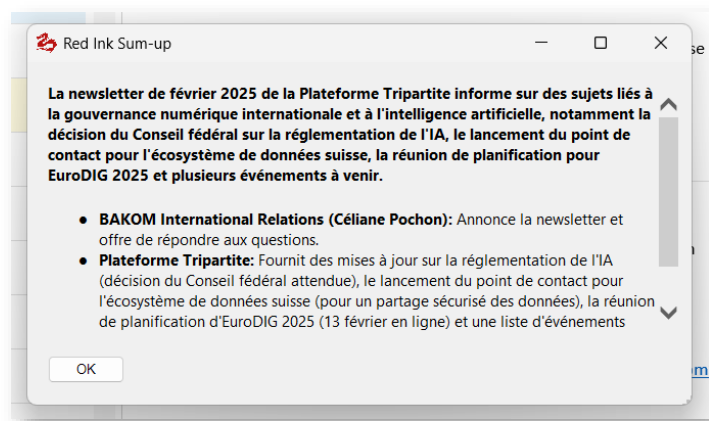 Red Ink Sum-up
se
La newsletter de février 2025 de la Plateforme Tripartite informe sur des sujets liés à
la gouvernance numérique internationale et à l'intelligence artificielle, notamment la
décision du Conseil fédéral sur la réglementation de l'IA, le lancement du point de
contact pour l'écosystème de données suisse, la réunion de planification pour
EuroDIG 2025 et plusieurs événements à venir.
● BAKOM International Relations (Céliane Pochon): Annonce la newsletter et
offre de répondre aux questions.
● Plateforme Tripartite: Fournit des mises à jour sur la réglementation de l'IA
(décision du Conseil fédéral attendue), le lancement du point de contact pour
l'écosystème de données suisse (pour un partage sécurisé des données), la réunion
de planification d'EuroDIG 2025 (13 février en ligne) et une liste d'événements
OK
om